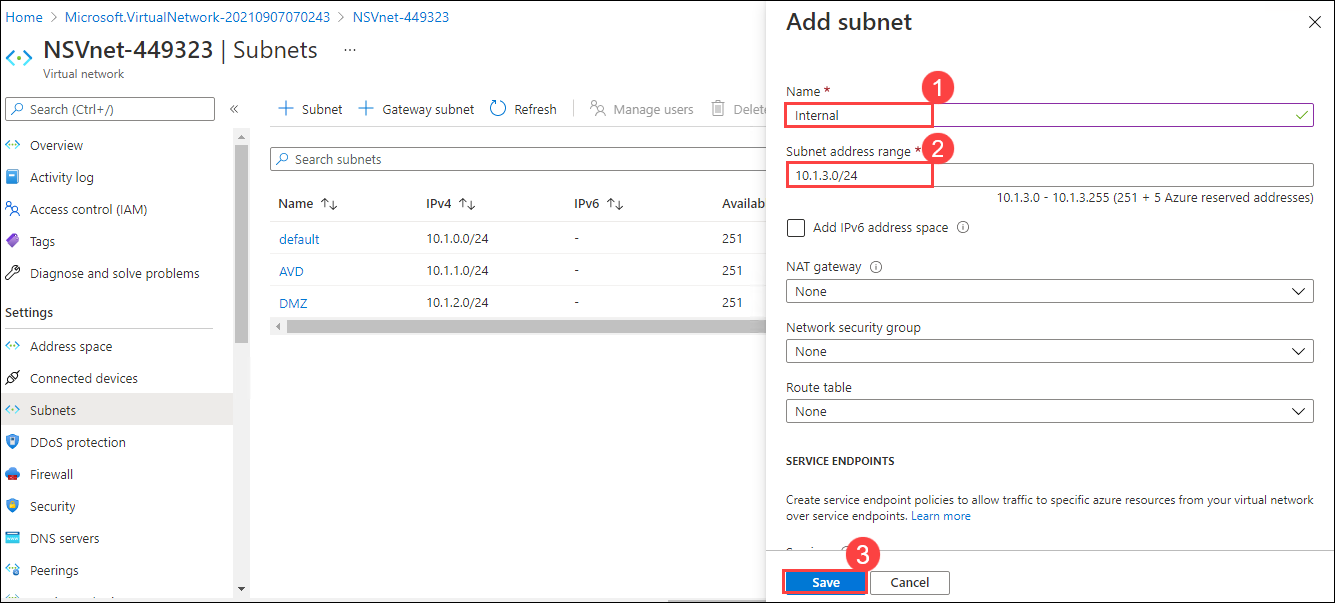 Home > Microsoft.VirtualNetwork-20210907070243 > NSVnet-449323
NSVnet-449323 | Subnets ...
Virtual network
Search (Ctrl+/) «
Overview
Activity log
Access control (IAM)
Tags
Diagnose and solve problems
Settings
Address space
Connected devices
Subnets
DDoS protection
Firewall
Security
DNS servers
Peerings
+ Subnet + Gateway subnet Refresh Manage users Delete
Search subnets
Name ↑↓ IPv4 ↑↓ IPv6 ↑↓ Availab
default 10.1.0.0/24 - 251
AVD 10.1.1.0/24 - 251
DMZ 10.1.2.0/24 - 251
Add subnet
1
Name *
Internal
2
Subnet address range *
10.1.3.0/24
10.1.3.0 - 10.1.3.255 (251 + 5 Azure reserved addresses)
Add IPv6 address space
NAT gateway
None
Network security group
None
Route table
None
SERVICE ENDPOINTS
Create service endpoint policies to allow traffic to specific azure resources from your virtual network
over service endpoints. Learn more
3
Save Cancel